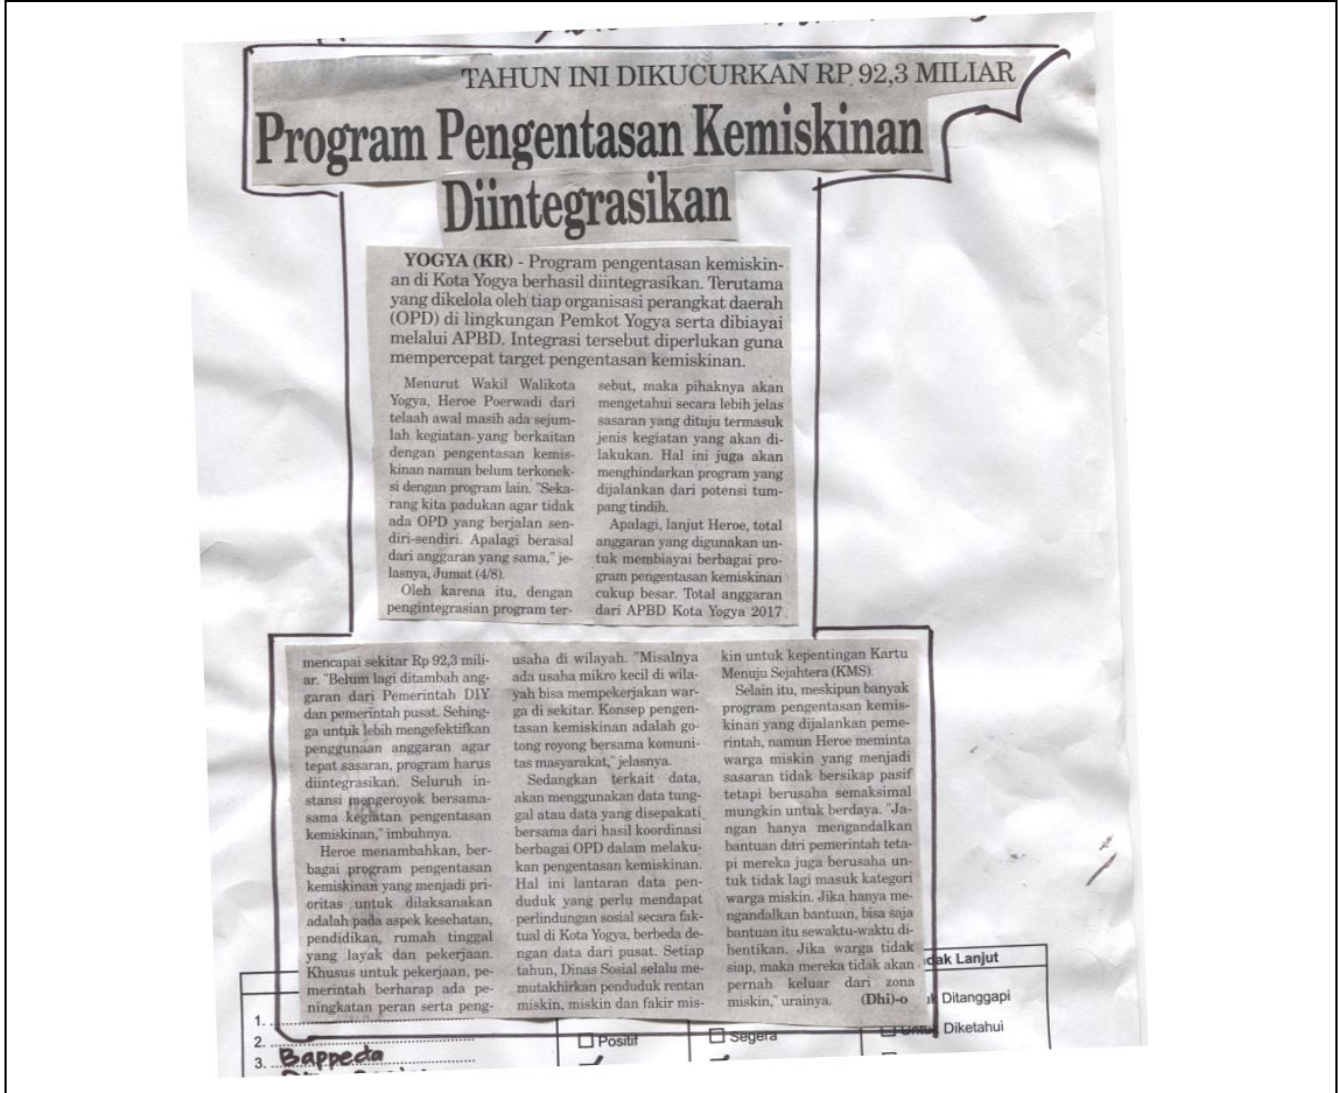 TAHUN INI DIKUCURKAN RP 92,3 MILIAR
Program Pengentasan Kemiskinan
Diintegrasikan
YOGYA (KR) - Program pengentasan kemiskin-
an di Kota Yogya berhasil diintegrasikan. Terutama
yang dikelola oleh tiap organisasi perangkat daerah
(OPD) di lingkungan Pemkot Yogya serta dibiayai
melalui APBD. Integrasi tersebut diperlukan guna
mempercepat target pengentasan kemiskinan.
Menurut Wakil Walikota
Yogya, Heroe Poerwadi dari
telaah awal masih ada sejum-
lah kegiatan yang berkaitan
dengan pengentasan kemis-
kinan namun belum terkonek-
si dengan program lain. "Seka-
rang kita padukan agar tidak
ada OPD yang berjalan sen-
diri-sendiri. Apalagi berasal
dari anggaran yang sama," je-
lasnya, Jumat (4/8).
Oleh karena itu, dengan
pengintegrasian program ter-
sebut, maka pihaknya akan
mengetahui secara lebih jelas
sasaran yang dituju termasuk
jenis kegiatan yang akan di-
lakukan. Hal ini juga akan
menghindarkan program yang
dijalankan dari potensi tum-
pang tindih.
Apalagi, lanjut Heroe, total
anggaran yang digunakan un-
tuk membiayai berbagai pro-
gram pengentasan kemiskinan
cukup besar. Total anggaran
dari APBD Kota Yogya 2017
mencapai sekitar Rp 92,3 mili-
ar. "Belum lagi ditambah ang-
garan dari Pemerintah DIY
dan pemerintah pusat. Sehing-
ga untuk lebih mengefektifkan
penggunaan anggaran agar
tepat sasaran, program harus
diintegrasikan. Seluruh in-
stansi mengeroyok bersama-
sama kegiatan pengentasan
kemiskinan," imbuhnya.
Heroe menambahkan, ber-
bagai program pengentasan
kemiskinan yang menjadi pri-
oritas untuk dilaksanakan
adalah pada aspek kesehatan,
pendidikan, rumah tinggal
yang layak dan pekerjaan.
Khusus untuk pekerjaan, pe-
merintah berharap ada pe-
ningkatan peran serta peng-
usaha di wilayah. "Misalnya
ada usaha mikro kecil di wila-
yah bisa mempekerjakan war-
ga di sekitar. Konsep pengen-
tasan kemiskinan adalah go-
tong royong bersama komuni-
tas masyarakat," jelasnya.
Sedangkan terkait data,
akan menggunakan data tung-
gal atau data yang disepakati
bersama dari hasil koordinasi
berbagai OPD dalam melaku-
kan pengentasan kemiskinan.
Hal ini lantaran data pen-
duduk yang perlu mendapat
perlindungan sosial secara fak-
tual di Kota Yogya, berbeda de-
ngan data dari pusat. Setiap
tahun, Dinas Sosial selalu me-
mutakhirkan penduduk rentan
miskin, miskin dan fakir mis-
kin untuk kepentingan Kartu
Menuju Sejahtera (KMS).
Selain itu, meskipun banyak
program pengentasan kemis-
kinan yang dijalankan peme-
rintah, namun Heroe meminta
warga miskin yang menjadi
sasaran tidak bersikap pasif
tetapi berusaha semaksimal
mungkin untuk berdaya. "Ja-
ngan hanya mengandalkan
bantuan dari pemerintah teta-
pi mereka juga berusaha un-
tuk tidak lagi masuk kategori
warga miskin. Jika hanya me-
ngandalkan bantuan, bisa saja
bantuan itu sewaktu-waktu di-
hentikan. Jika warga tidak
siap, maka mereka tidak akan
pernah keluar dari zona
miskin," urainya. (Dhi)-o
dak Lanjut
k Ditanggapi
Untuk Diketahui
1.
2.
3. Bappeda
Positif
Segera